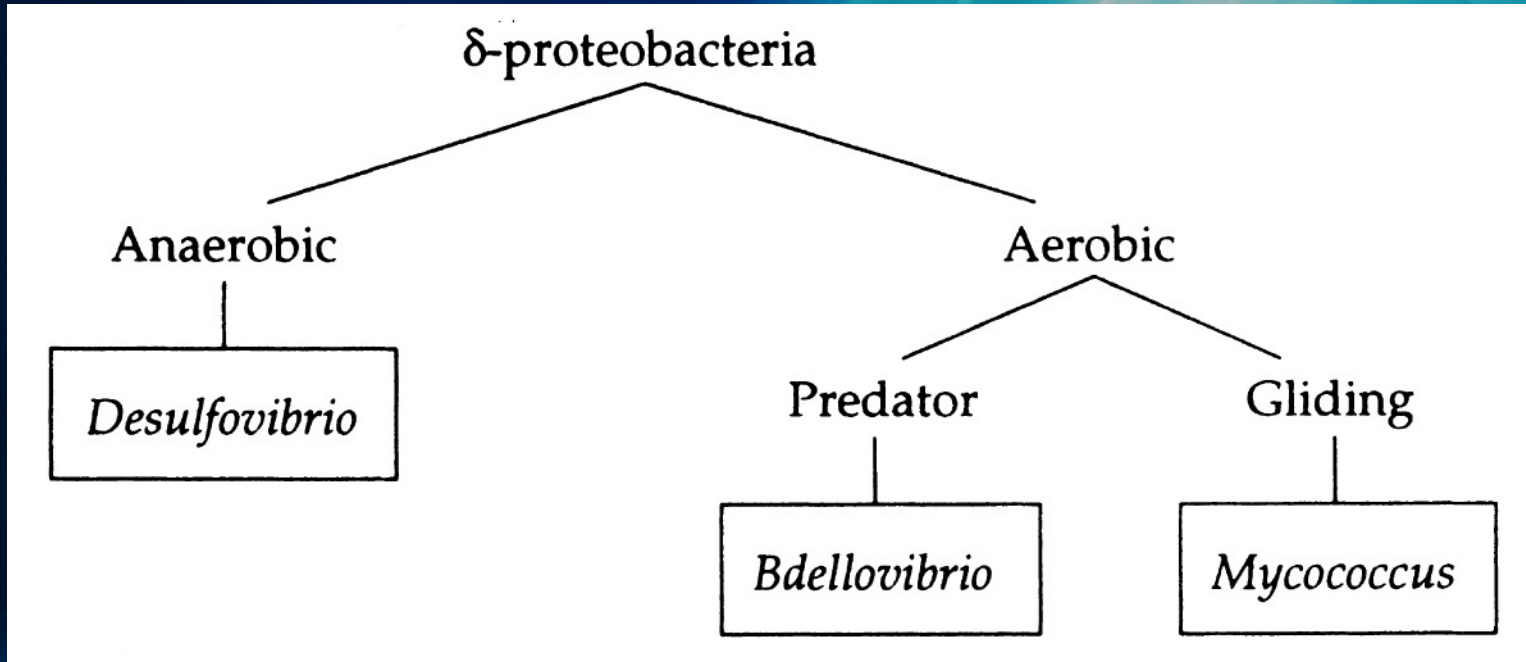 δ-proteobacteria
Anaerobic
Aerobic
Desulfovibrio
Predator
Gliding
Bdellovibrio
Mycococcus